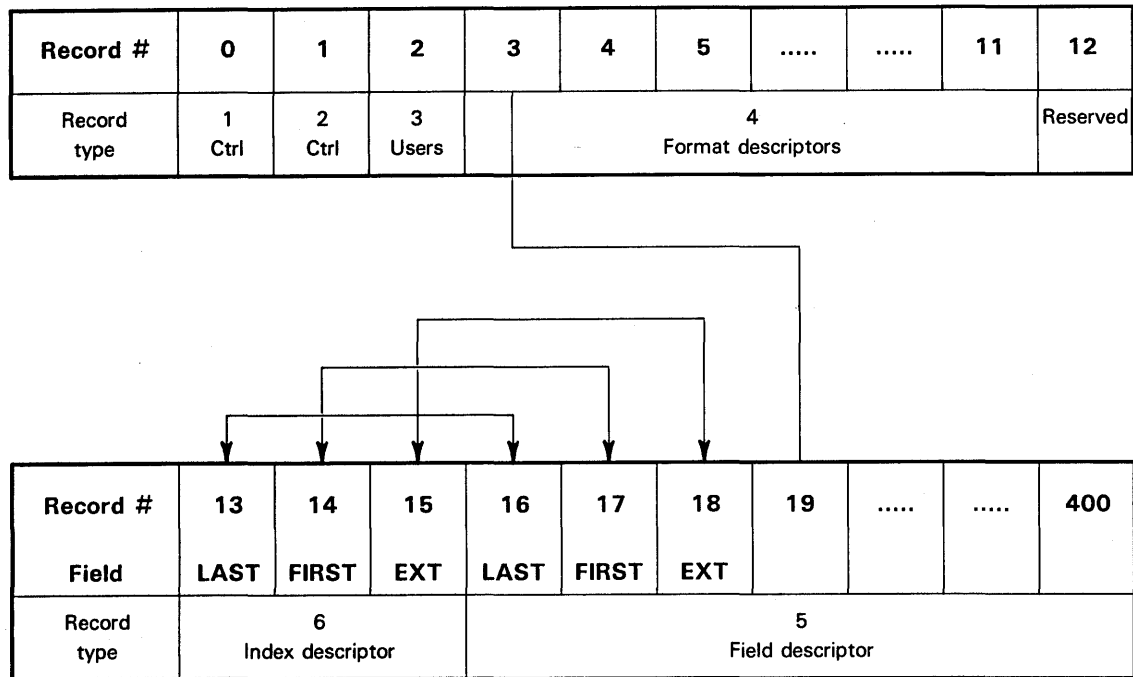 Record # 0 1 2 3 4 5 ..... ..... 11 12
Record 1 2 3 4 Reserved
type Ctrl Ctrl Users Format descriptors
Record # 13 14 15 16 17 18 19 ..... ..... 400
Field LAST FIRST EXT LAST FIRST EXT
Record 6 5
type Index descriptor Field descriptor